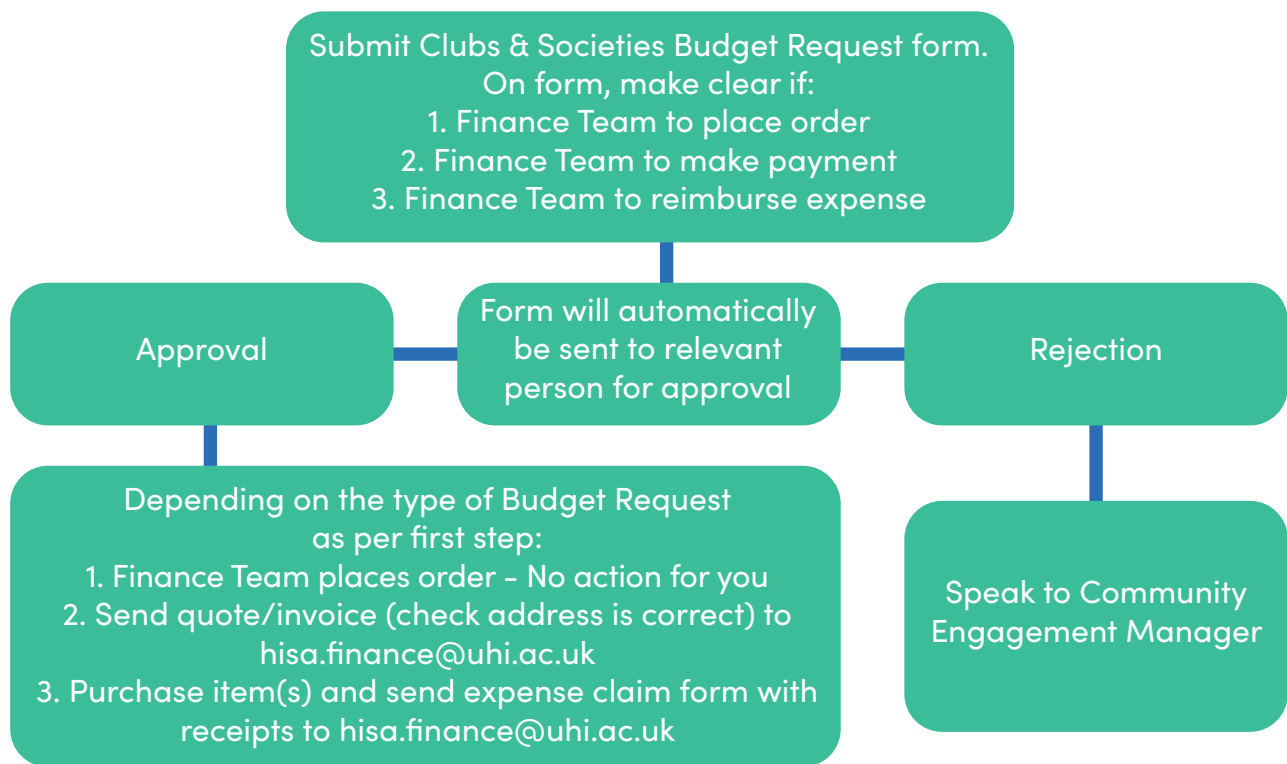 Submit Clubs & Societies Budget Request form.
On form, make clear if:
1. Finance Team to place order
2. Finance Team to make payment
3. Finance Team to reimburse expense
Approval
Form will automatically
be sent to relevant
person for approval
Rejection
Depending on the type of Budget Request
as per first step:
1. Finance Team places order - No action for you
2. Send quote/invoice (check address is correct) to
hisa.finance@uhi.ac.uk
3. Purchase item(s) and send expense claim form with
receipts to hisa.finance@uhi.ac.uk
Speak to Community
Engagement Manager